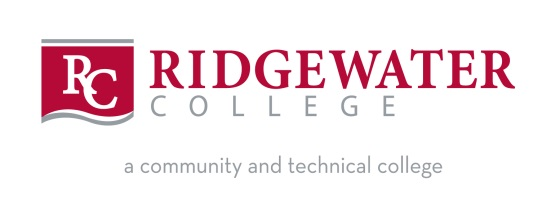 RC RIDGEWATER
COLLEGE
a community and technical college